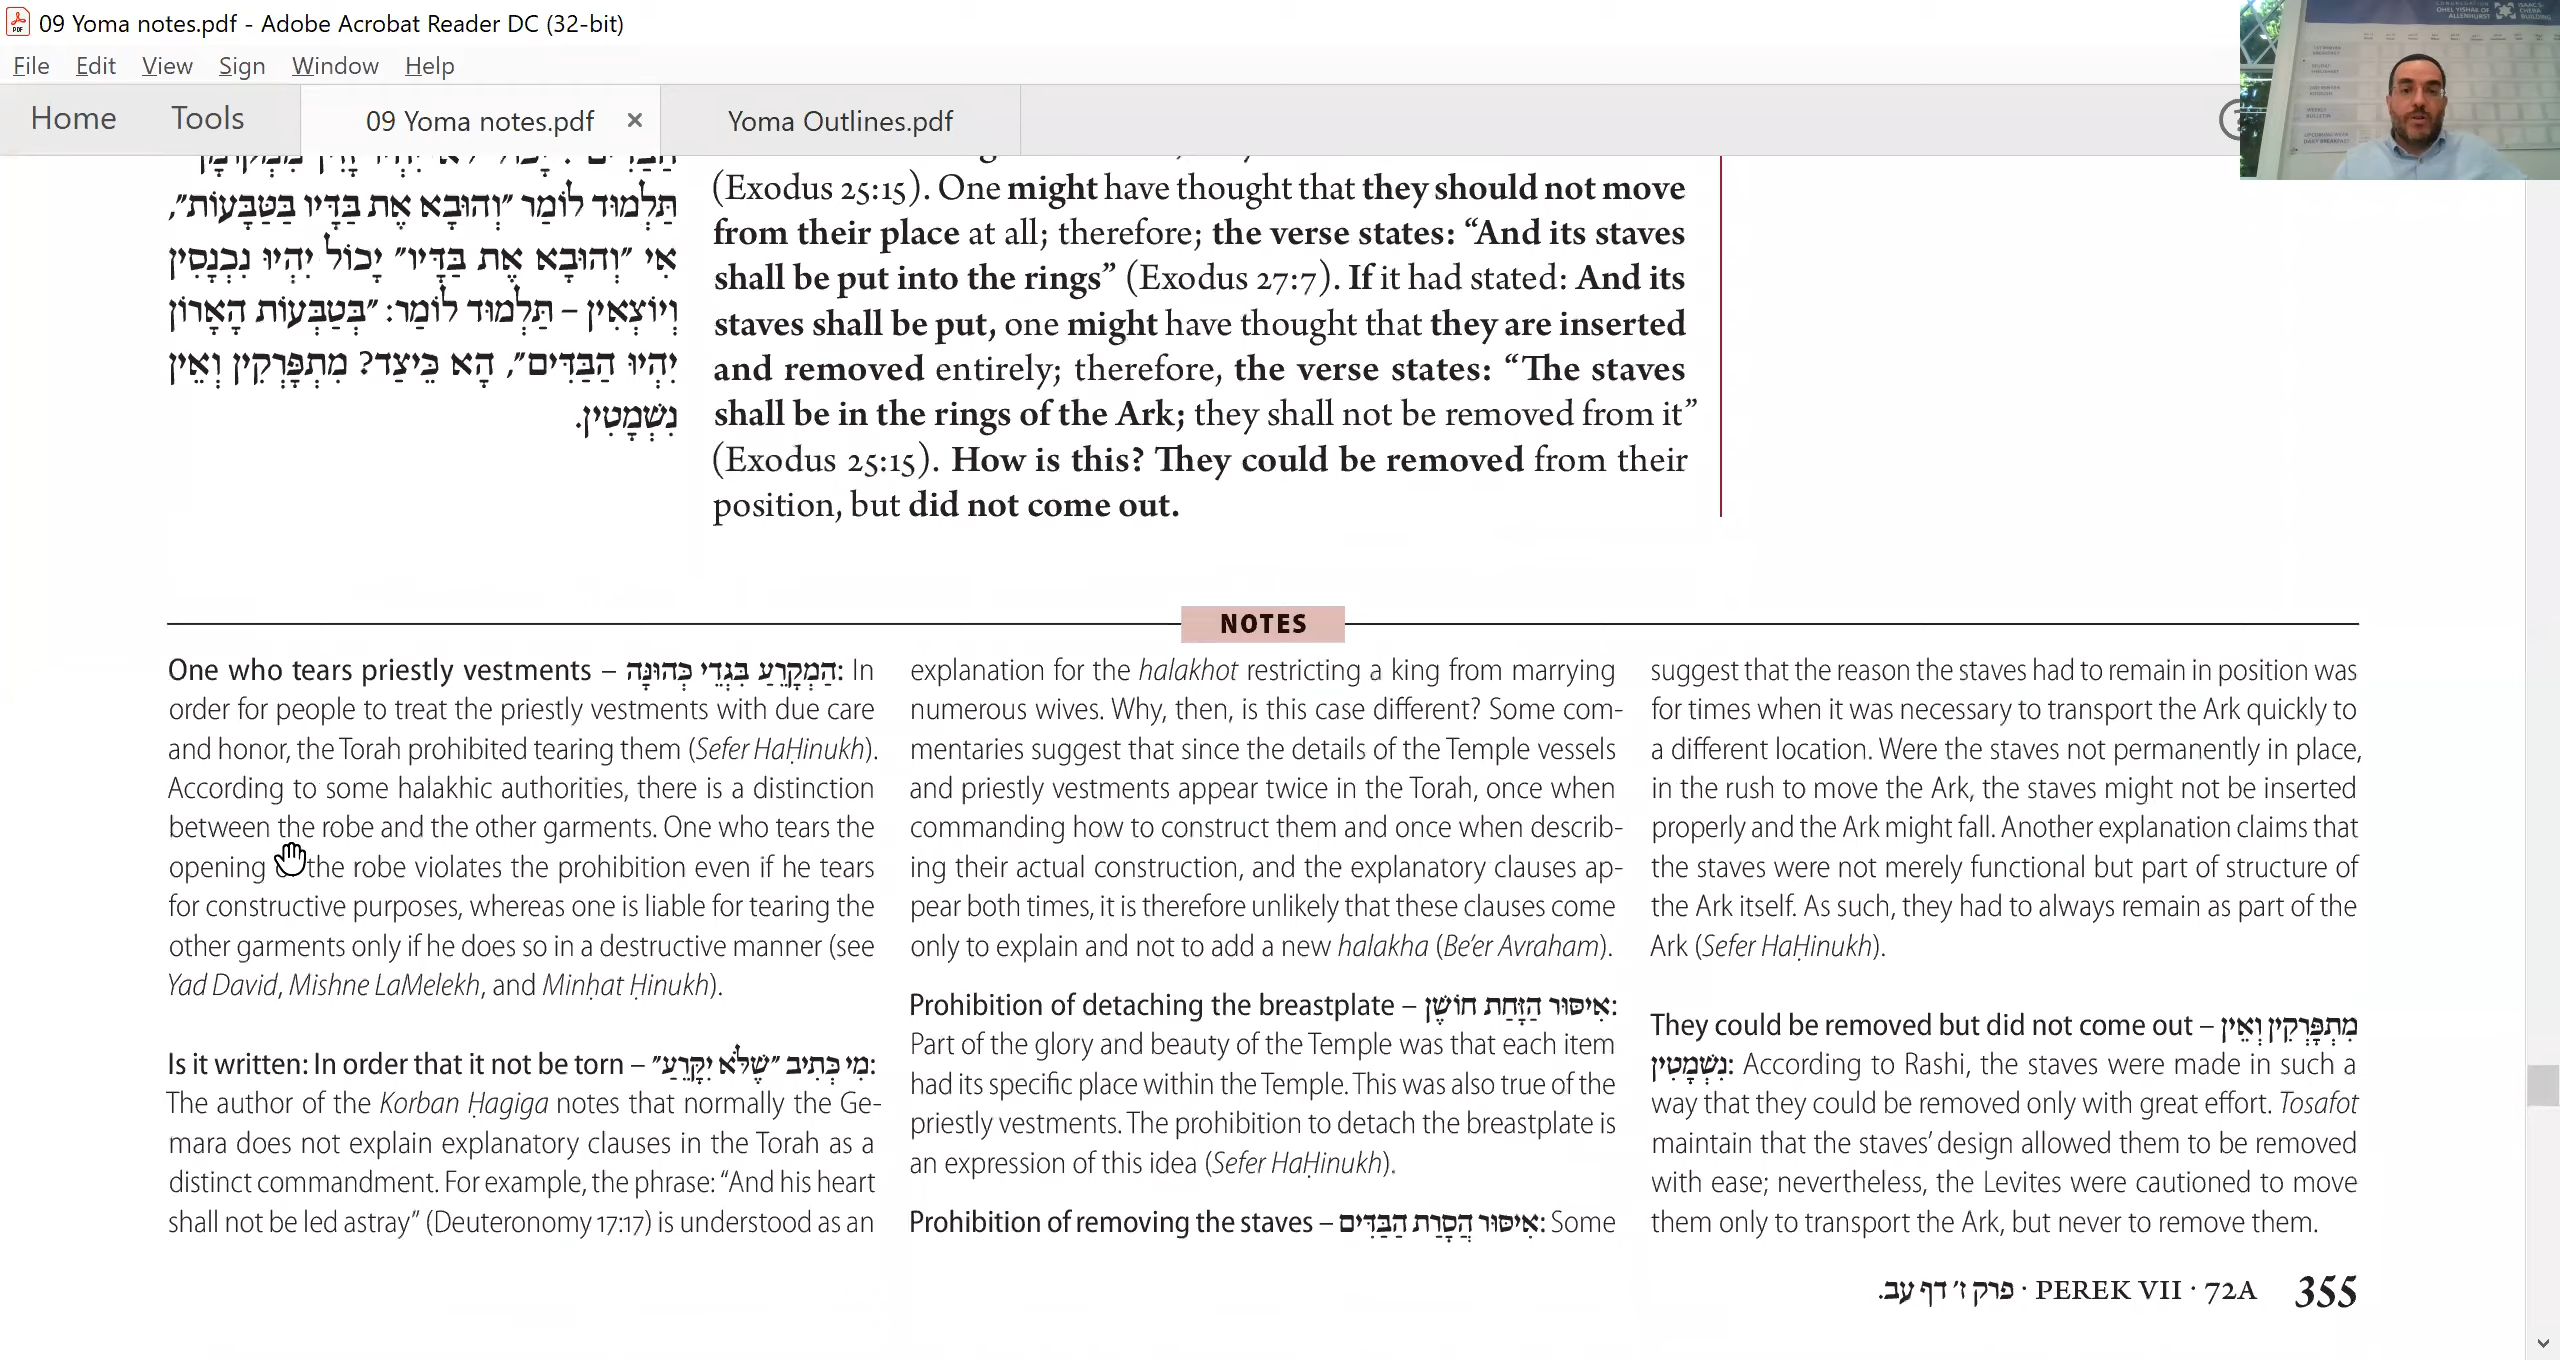 09 Yoma notes.pdf - Adobe Acrobat Reader DC (32-bit)
File Edit View Sign Window Help
Home Tools 09 Yoma notes.pdf × Yoma Outlines.pdf
תַּלְמוּד לוֹמַר ״וְהוּבָא אֶת בַּדָּיו בַּטַּבָּעוֹת״,
אִי ״וְהוּבָא אֶת בַּדָּיו״ יָכוֹל יִהְיוּ נִכְנָסִין
וְיוֹצְאִין – תַּלְמוּד לוֹמַר: ״בְּטַבְּעוֹת הָאָרוֹן
יִהְיוּ הַבַּדִּים״, הָא כֵּיצַד? מִתְפָּרְקִין וְאֵין
נִשְׁמָטִין.
(Exodus 25:15). One might have thought that they should not move
from their place at all; therefore; the verse states: “And its staves
shall be put into the rings” (Exodus 27:7). If it had stated: And its
staves shall be put, one might have thought that they are inserted
and removed entirely; therefore, the verse states: “The staves
shall be in the rings of the Ark; they shall not be removed from it”
(Exodus 25:15). How is this? They could be removed from their
position, but did not come out.
NOTES
One who tears priestly vestments – הַמְקָרֵעַ בִּגְדֵי כְּהוּנָּה: In
order for people to treat the priestly vestments with due care
and honor, the Torah prohibited tearing them (Sefer HaḤinukh).
According to some halakhic authorities, there is a distinction
between the robe and the other garments. One who tears the
opening the robe violates the prohibition even if he tears
for constructive purposes, whereas one is liable for tearing the
other garments only if he does so in a destructive manner (see
Yad David, Mishne LaMelekh, and Minḥat Ḥinukh).
Is it written: In order that it not be torn – מִי כְּתִיב ״שֶׁלֹּא יִקָּרֵעַ״:
The author of the Korban Ḥagiga notes that normally the Ge-
mara does not explain explanatory clauses in the Torah as a
distinct commandment. For example, the phrase: “And his heart
shall not be led astray” (Deuteronomy 17:17) is understood as an
explanation for the halakhot restricting a king from marrying
numerous wives. Why, then, is this case different? Some com-
mentaries suggest that since the details of the Temple vessels
and priestly vestments appear twice in the Torah, once when
commanding how to construct them and once when describ-
ing their actual construction, and the explanatory clauses ap-
pear both times, it is therefore unlikely that these clauses come
only to explain and not to add a new halakha (Be’er Avraham).
Prohibition of detaching the breastplate – אִיסּוּר הַזָּחַת חוֹשֶׁן:
Part of the glory and beauty of the Temple was that each item
had its specific place within the Temple. This was also true of the
priestly vestments. The prohibition to detach the breastplate is
an expression of this idea (Sefer HaḤinukh).
Prohibition of removing the staves – אִיסּוּר הֲסָרַת הַבַּדִּים: Some
suggest that the reason the staves had to remain in position was
for times when it was necessary to transport the Ark quickly to
a different location. Were the staves not permanently in place,
in the rush to move the Ark, the staves might not be inserted
properly and the Ark might fall. Another explanation claims that
the staves were not merely functional but part of structure of
the Ark itself. As such, they had to always remain as part of the
Ark (Sefer HaḤinukh).
They could be removed but did not come out – מִתְפָּרְקִין וְאֵין
נִשְׁמָטִין: According to Rashi, the staves were made in such a
way that they could be removed only with great effort. Tosafot
maintain that the staves’ design allowed them to be removed
with ease; nevertheless, the Levites were cautioned to move
them only to transport the Ark, but never to remove them.
פרק ז׳ דף עב. · PEREK VII · 72A 355